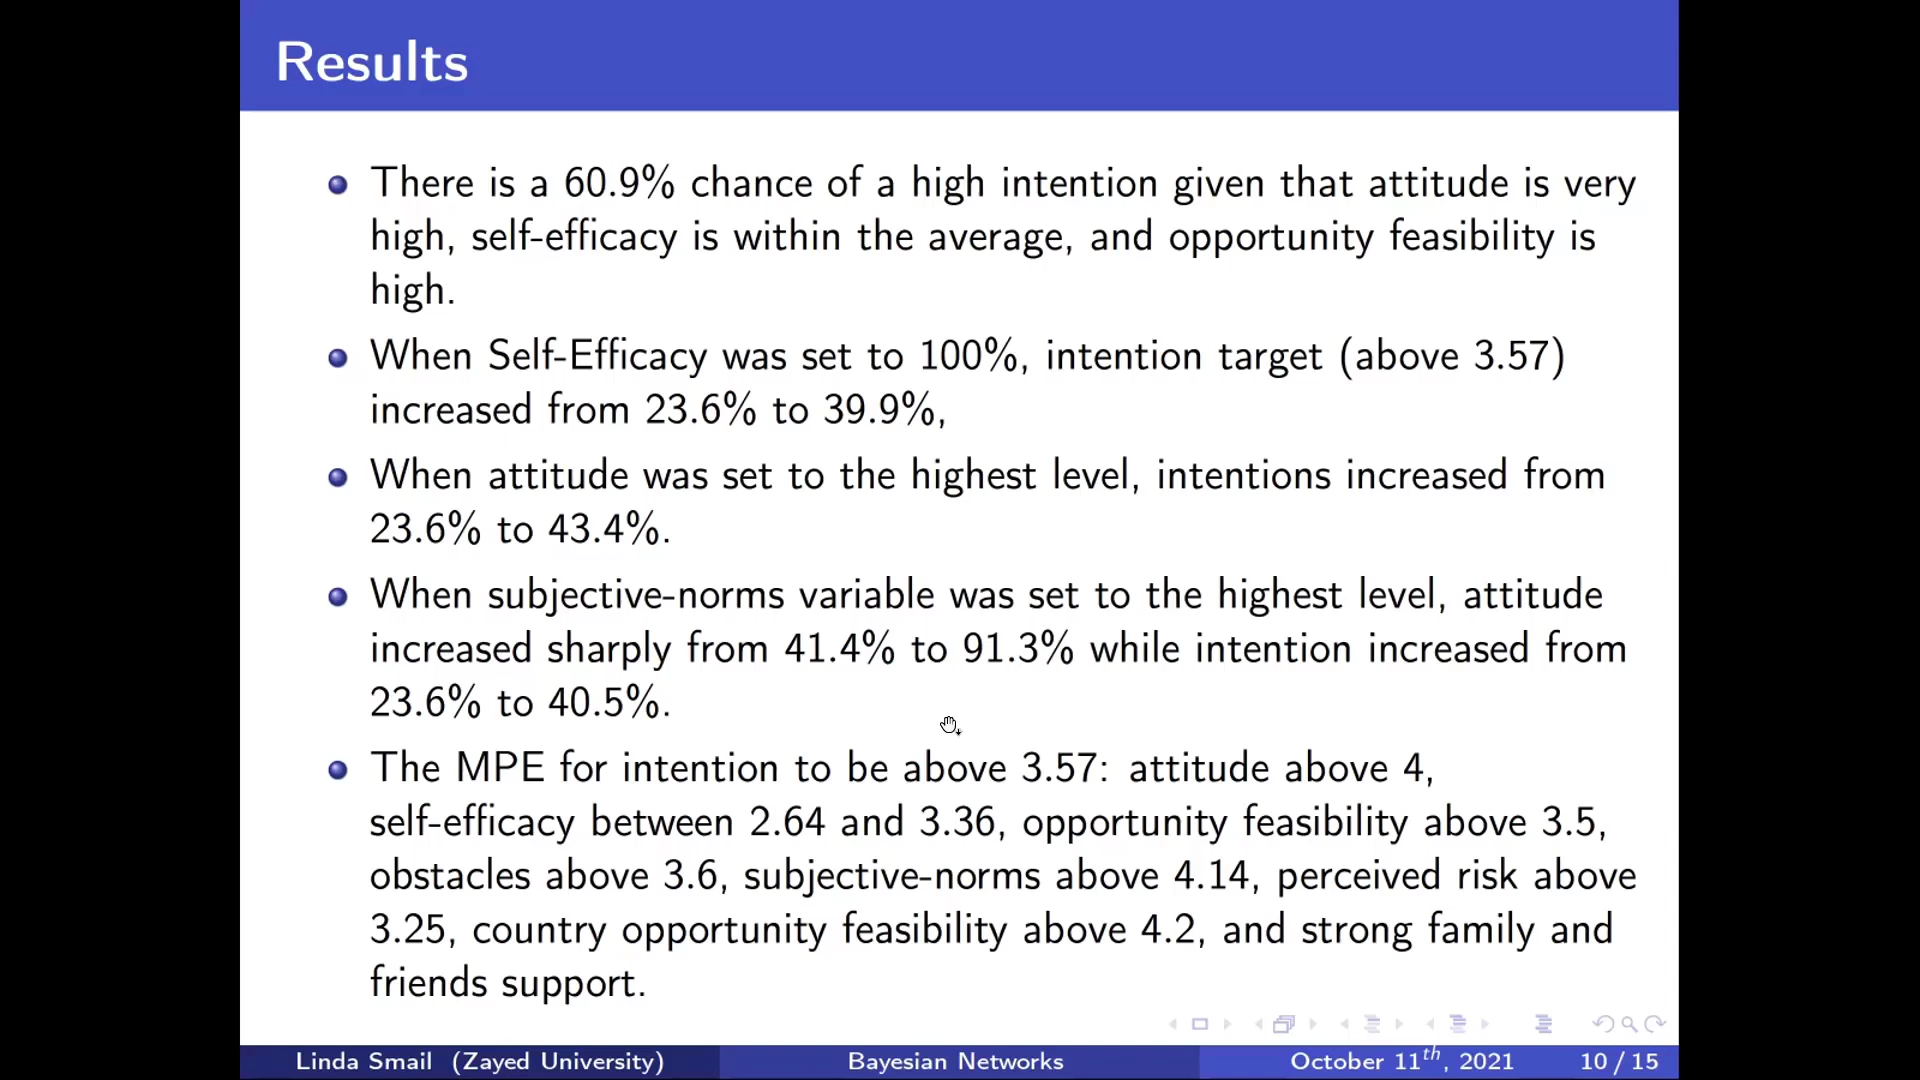 Results
There is a 60.9% chance of a high intention given that attitude is very
high, self-efficacy is within the average, and opportunity feasibility is
high.
When Self-Efficacy was set to 100%, intention target (above 3.57)
increased from 23.6% to 39.9%,
When attitude was set to the highest level, intentions increased from
23.6% to 43.4%.
When subjective-norms variable was set to the highest level, attitude
increased sharply from 41.4% to 91.3% while intention increased from
23.6% to 40.5%.
The MPE for intention to be above 3.57: attitude above 4,
self-efficacy between 2.64 and 3.36, opportunity feasibility above 3.5,
obstacles above 3.6, subjective-norms above 4.14, perceived risk above
3.25, country opportunity feasibility above 4.2, and strong family and
friends support.
Linda Smail (Zayed University) Bayesian Networks October 11th, 2021 10 / 15